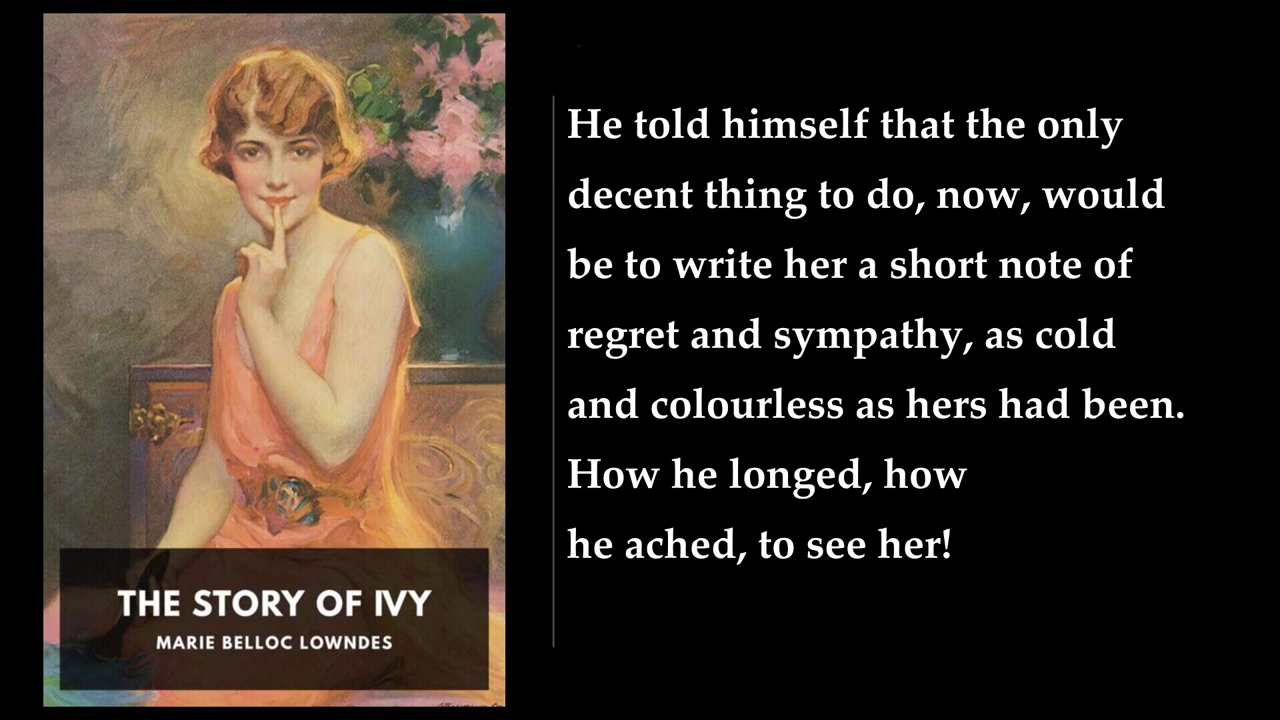 THE STORY OF IVY
MARIE BELLOC LOWNDES
He told himself that the only
decent thing to do, now, would
be to write her a short note of
regret and sympathy, as cold
and colourless as hers had been.
How he longed, how
he ached, to see her!